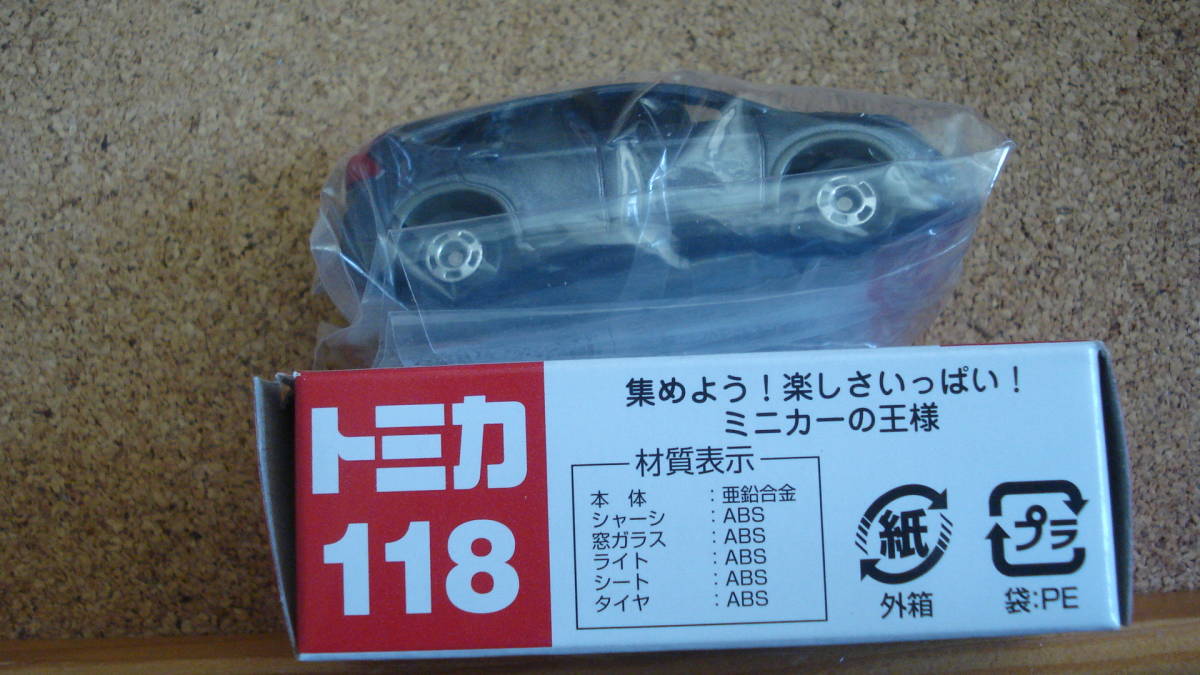 トミカ
118
集めよう!楽しさいっぱい!
ミニカーの王様
材質表示
本 体 : 亜鉛合金
シャーシ : ABS
窓ガラス : ABS
ライト : ABS
シート : ABS
タイヤ : ABS
紙
外箱
プラ
袋:PE